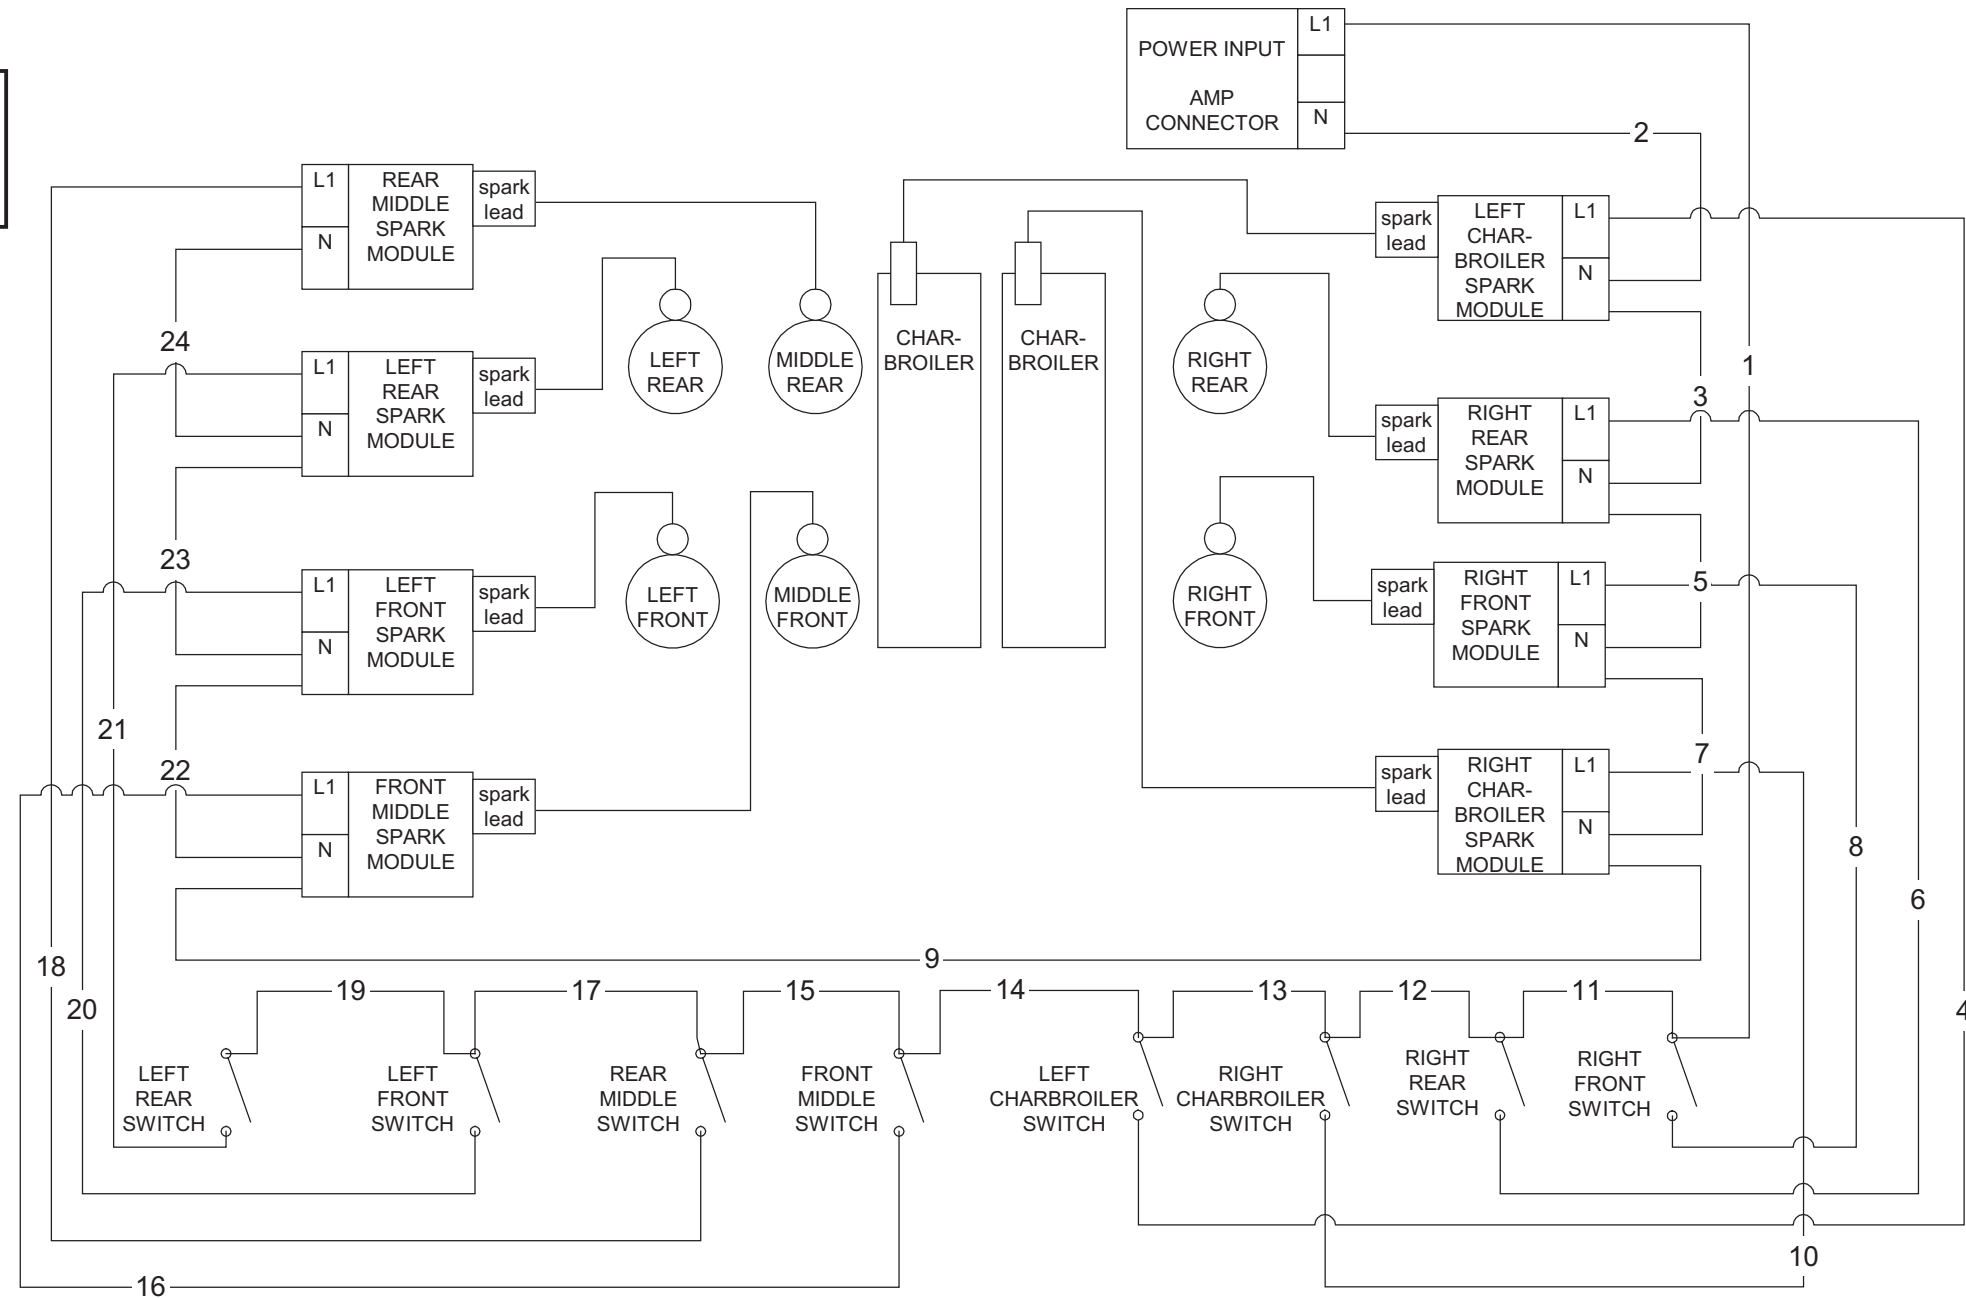 L1
POWER INPUT
AMP
CONNECTOR
N
2
L1
REAR
MIDDLE
SPARK
MODULE
N
spark
lead
spark
lead
LEFT
CHAR-
BROILER
SPARK
MODULE
L1
N
24
L1
LEFT
REAR
SPARK
MODULE
N
spark
lead
LEFT
REAR
MIDDLE
REAR
CHAR-
BROILER
CHAR-
BROILER
RIGHT
REAR
1
3
spark
lead
RIGHT
REAR
SPARK
MODULE
L1
N
23
L1
LEFT
FRONT
SPARK
MODULE
N
spark
lead
LEFT
FRONT
MIDDLE
FRONT
RIGHT
FRONT
spark
lead
RIGHT
FRONT
SPARK
MODULE
L1
N
5
21
22
L1
FRONT
MIDDLE
SPARK
MODULE
N
spark
lead
spark
lead
RIGHT
CHAR-
BROILER
SPARK
MODULE
L1
N
7
8
6
9
18
20
19
17
15
14
13
12
11
4
LEFT
REAR
SWITCH
LEFT
FRONT
SWITCH
REAR
MIDDLE
SWITCH
FRONT
MIDDLE
SWITCH
LEFT
CHARBROILER
SWITCH
RIGHT
CHARBROILER
SWITCH
RIGHT
REAR
SWITCH
RIGHT
FRONT
SWITCH
10
16